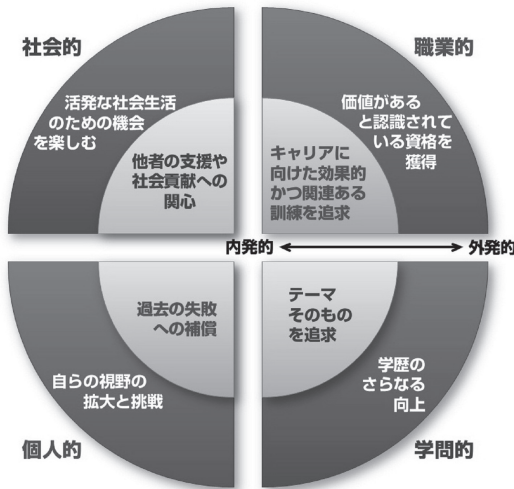 社会的
活発な社会生活
のための機会
を楽しむ
他者の支援や
社会貢献への
関心
職業的
価値がある
と認識されて
いる資格を
獲得
キャリアに
向けた効果的
かつ関連ある
訓練を追求
内発的
外発的
過去の失敗
への補償
自らの視野の
拡大と挑戦
個人的
テーマ
そのもの
を追求
学歴の
さらなる
向上
学問的